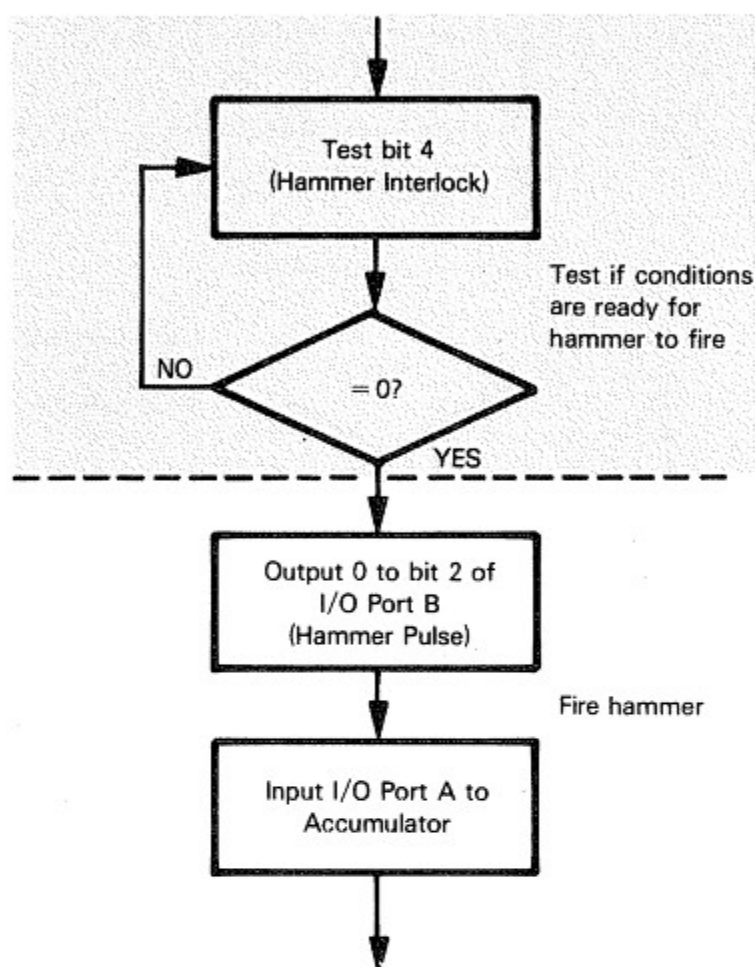 Test bit 4
(Hammer Interlock)
Test if conditions
are ready for
hammer to fire
NO
= 0?
YES
Output 0 to bit 2 of
I/O Port B
(Hammer Pulse)
Fire hammer
Input I/O Port A to
Accumulator